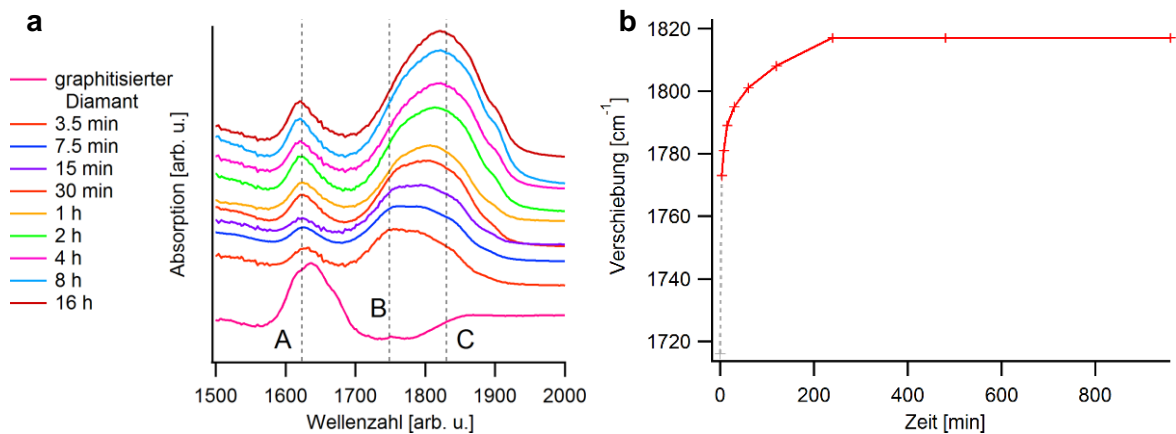 a
graphitisierter
Diamant
3.5 min
7.5 min
15 min
30 min
1 h
2 h
4 h
8 h
16 h
Absorption [arb. u.]
A
B
C
1500 1600 1700 1800 1900 2000
Wellenzahl [arb. u.]
b
Verschiebung [cm-1]
1820
1800
1780
1760
1740
1720
0 200 400 600 800
Zeit [min]